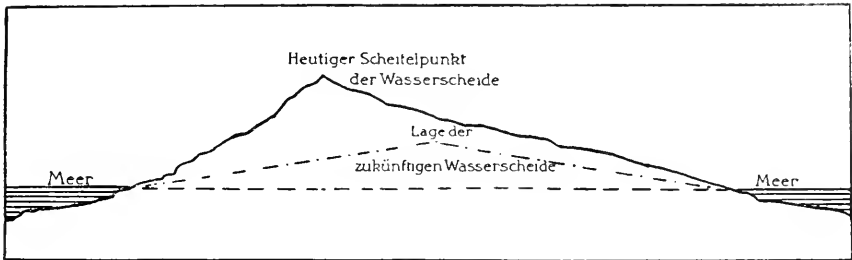 Heutiger Scheitelpunkt
der Wasserscheide
Lage der
zukünftigen Wasserscheide
Meer
Meer